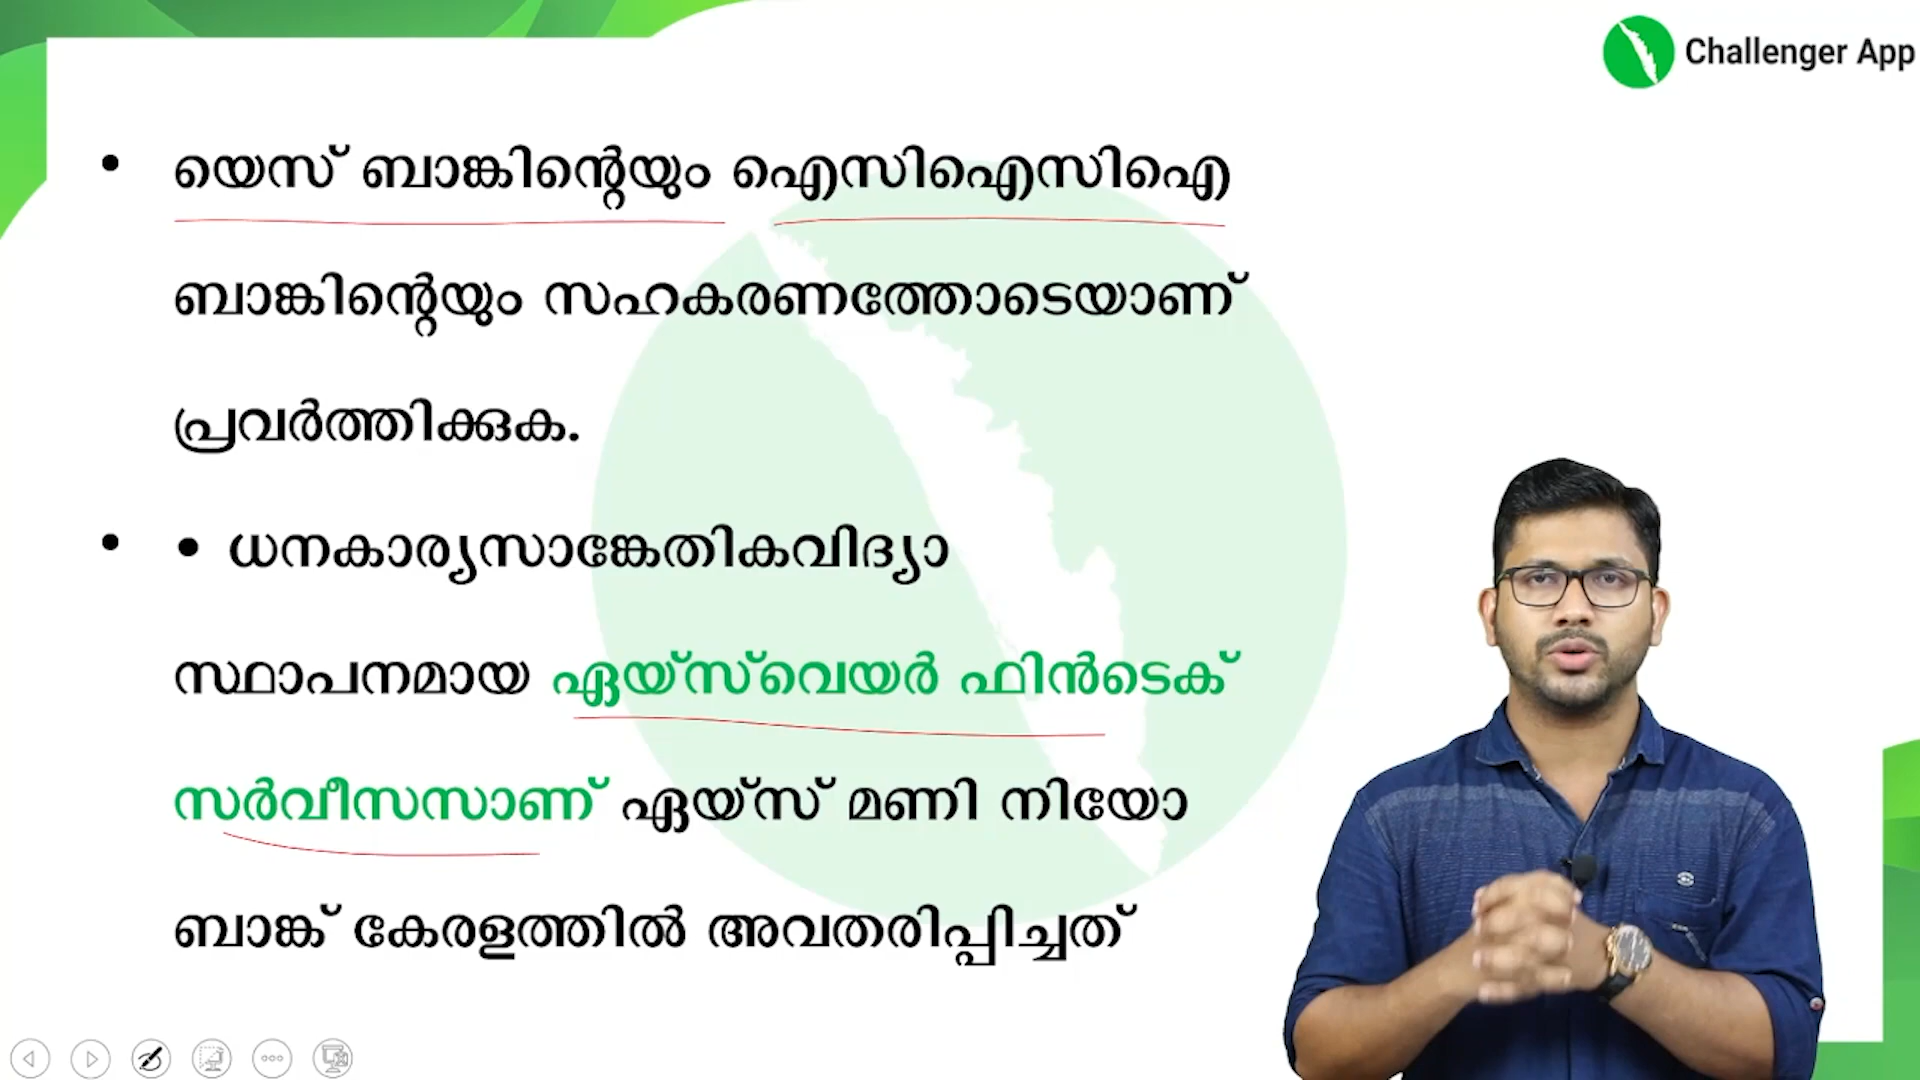 Challenger App
• യെസ് ബാങ്കിന്റെയും ഐസിഐസിഐ
ബാങ്കിന്റെയും സഹകരണത്തോടെയാണ്
പ്രവർത്തിക്കുക.
• • ധനകാര്യസാങ്കേതികവിദ്യാ
സ്ഥാപനമായ ഏയ്സ്‌വെയർ ഫിൻടെക്
സർവീസസാണ് ഏയ്സ് മണി നിയോ
ബാങ്ക് കേരളത്തിൽ അവതരിപ്പിച്ചത്